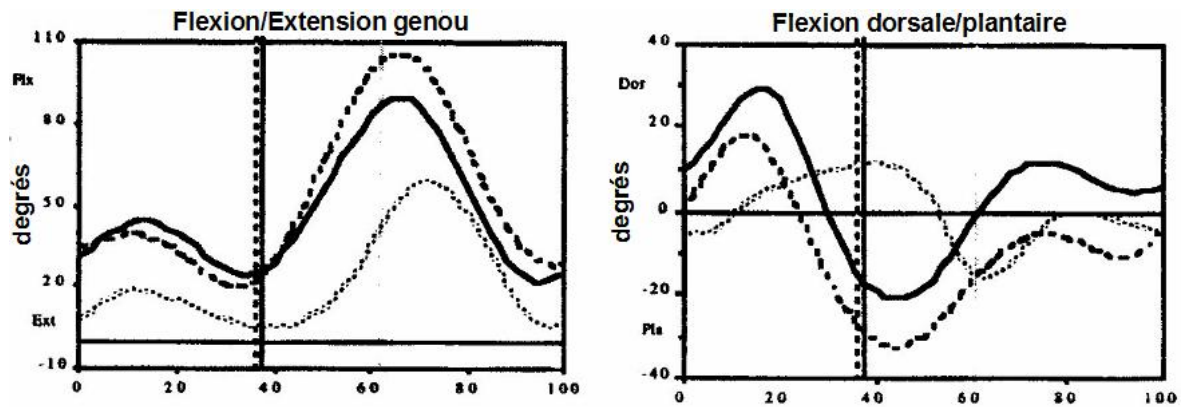 Flexion/Extension genou
110
Flx
80
degrés
50
20
Ext
-10
0 20 40 60 80 100
Flexion dorsale/plantaire
40
Dor
20
degrés
0
-20
Pla
-40
0 20 40 60 80 100